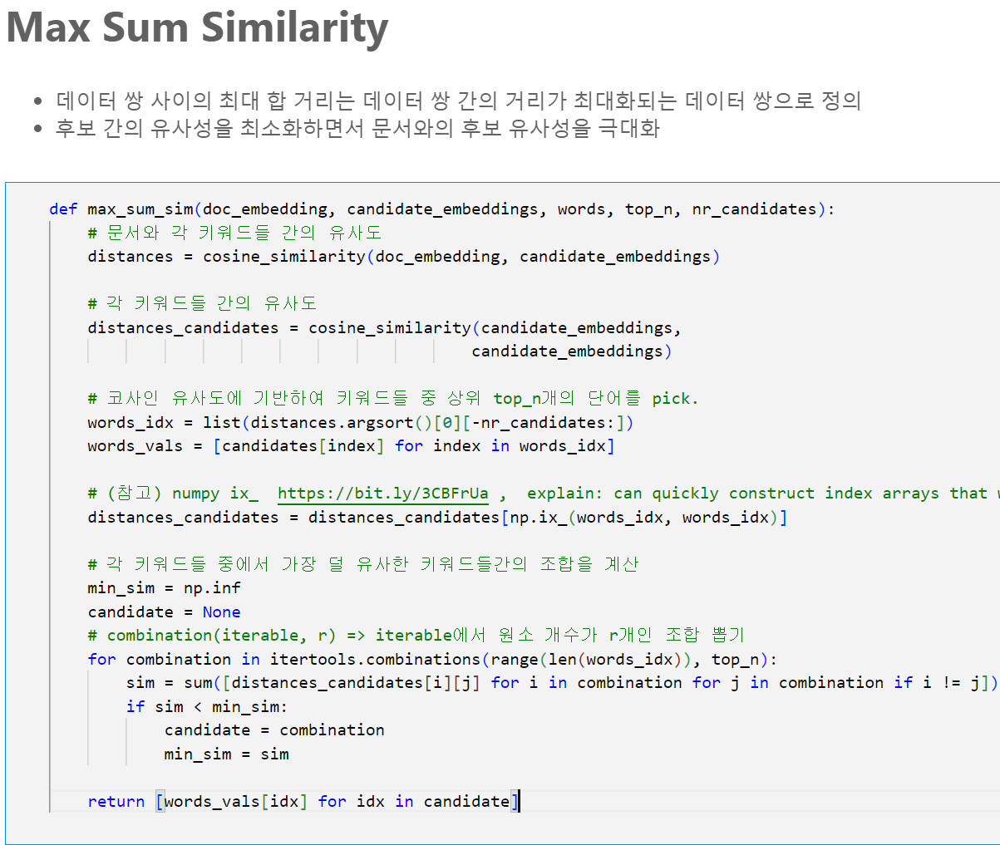 Max Sum Similarity
• 데이터 쌍 사이의 최대 합 거리는 데이터 쌍 간의 거리가 최대화되는 데이터 쌍으로 정의
• 후보 간의 유사성을 최소화하면서 문서와의 후보 유사성을 극대화
def max_sum_sim(doc_embedding, candidate_embeddings, words, top_n, nr_candidates):
    # 문서와 각 키워드들 간의 유사도
    distances = cosine_similarity(doc_embedding, candidate_embeddings)
    # 각 키워드들 간의 유사도
    distances_candidates = cosine_similarity(candidate_embeddings,
                                            candidate_embeddings)
    # 코사인 유사도에 기반하여 키워드들 중 상위 top_n개의 단어를 pick.
    words_idx = list(distances.argsort()[0][-nr_candidates:])
    words_vals = [candidates[index] for index in words_idx]
    # (참고) numpy ix_  https://bit.ly/3CBFrUa ,  explain: can quickly construct index arrays that
    distances_candidates = distances_candidates[np.ix_(words_idx, words_idx)]
    # 각 키워드들 중에서 가장 덜 유사한 키워드들간의 조합을 계산
    min_sim = np.inf
    candidate = None
    # combination(iterable, r) => iterable에서 원소 개수가 r개인 조합 뽑기
    for combination in itertools.combinations(range(len(words_idx)), top_n):
        sim = sum([distances_candidates[i][j] for i in combination for j in combination if i != j])
        if sim < min_sim:
            candidate = combination
            min_sim = sim
    return [words_vals[idx] for idx in candidate]